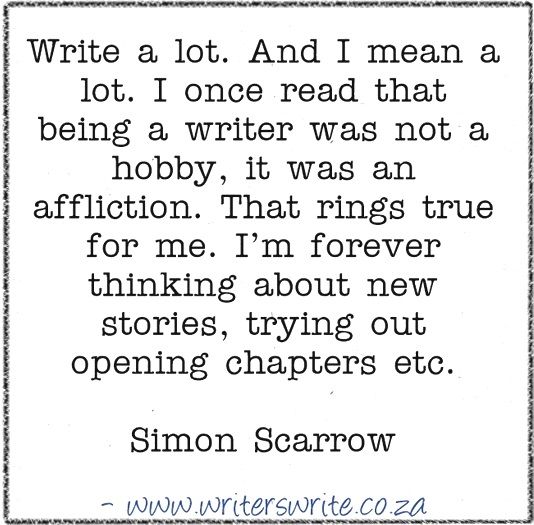 Write a lot. And I mean a
lot. I once read that
being a writer was not a
hobby, it was an
affliction. That rings true
for me. I'm forever
thinking about new
stories, trying out
opening chapters etc.
Simon Scarrow
- www.writerswrite.co.za